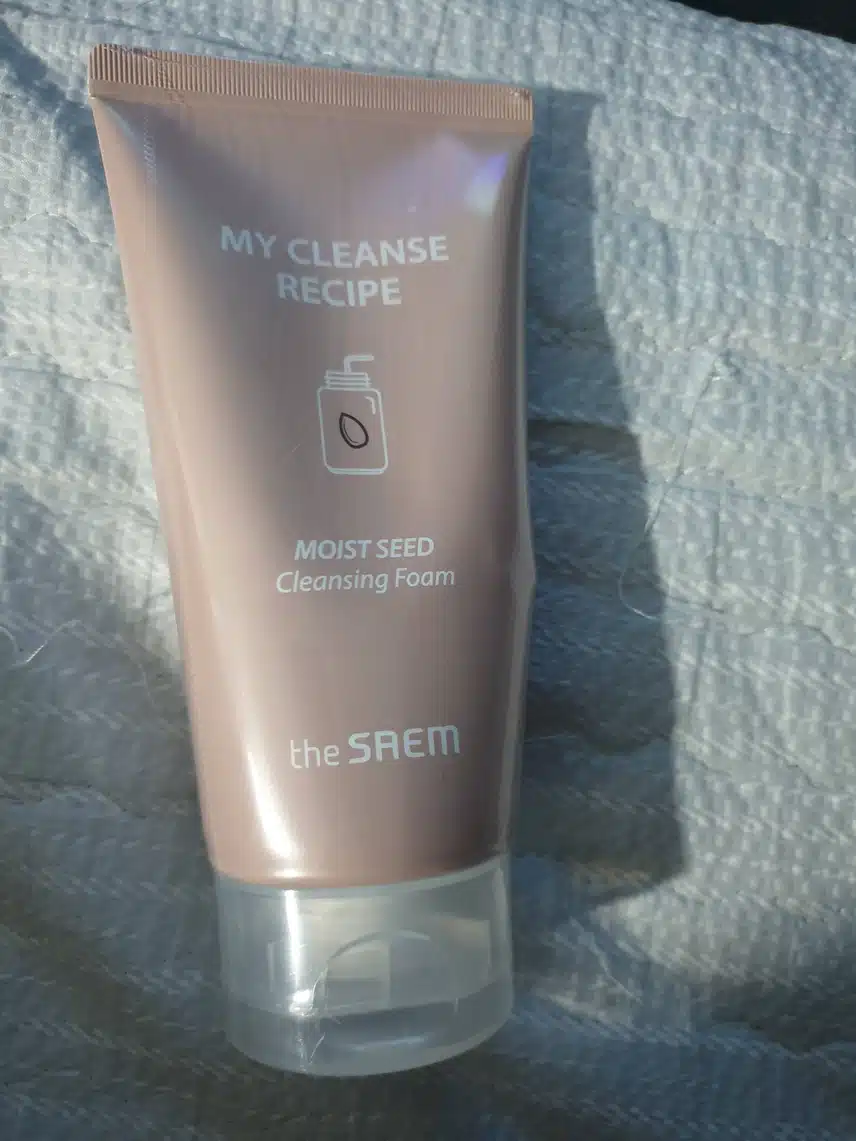 MY CLEANSE
RECIPE
MOIST SEED
Cleansing Foam
the SAEM